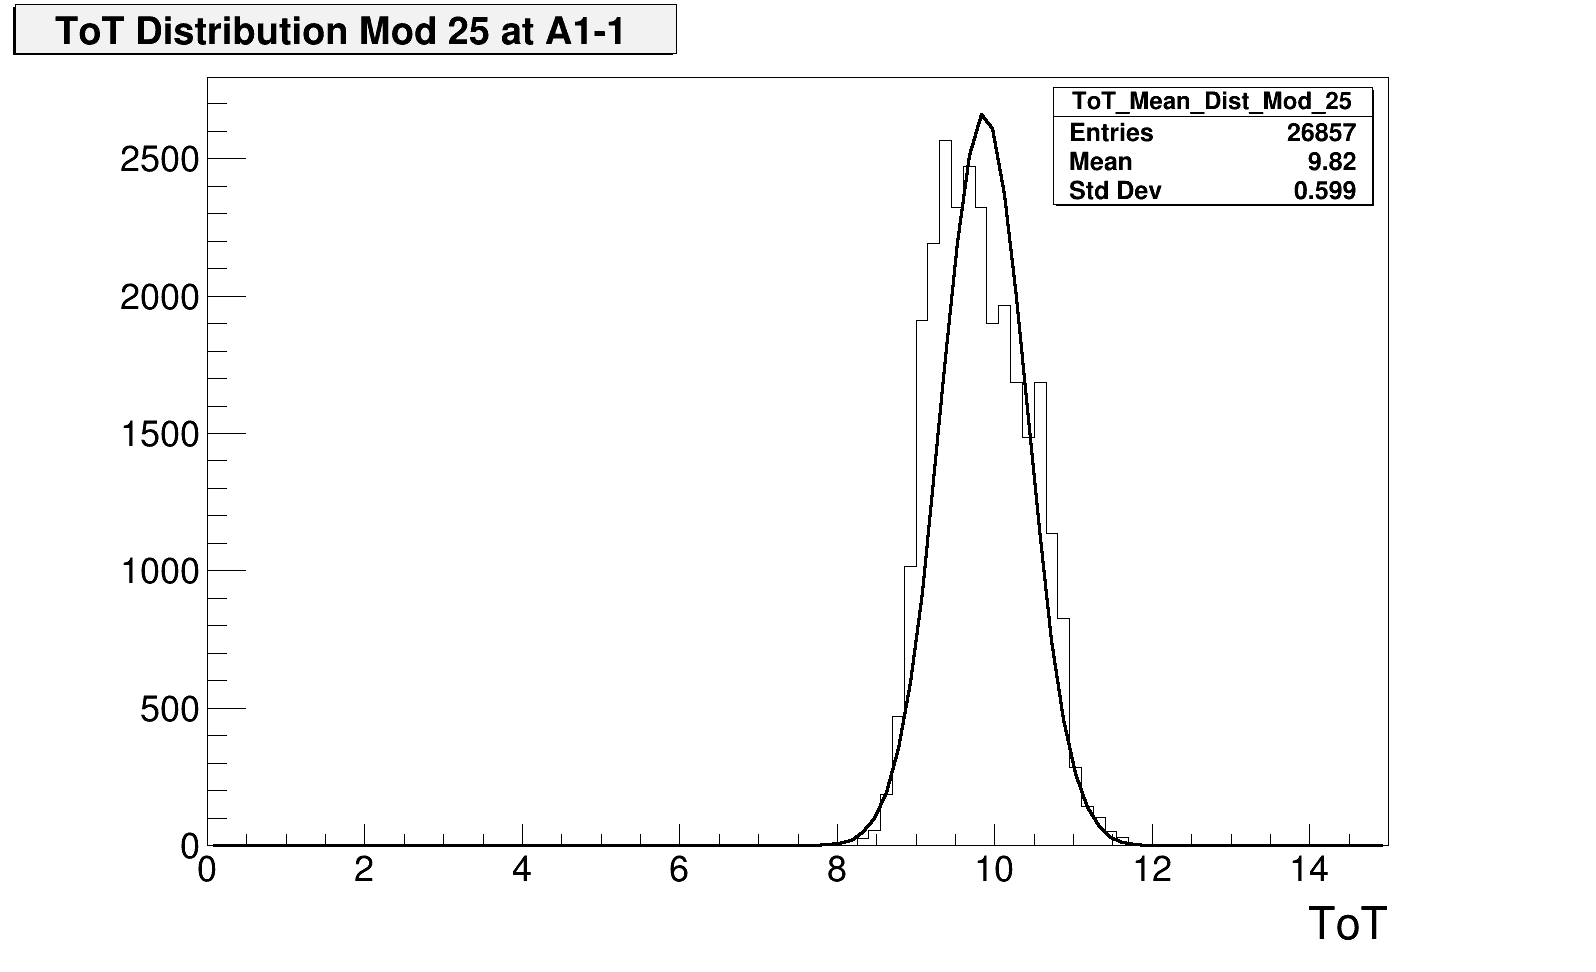 ToT Distribution Mod 25 at A1-1
ToT_Mean_Dist_Mod_25
Entries 26857
Mean 9.82
Std Dev 0.599
2500
2000
1500
1000
500
0
0 2 4 6 8 10 12 14
ToT